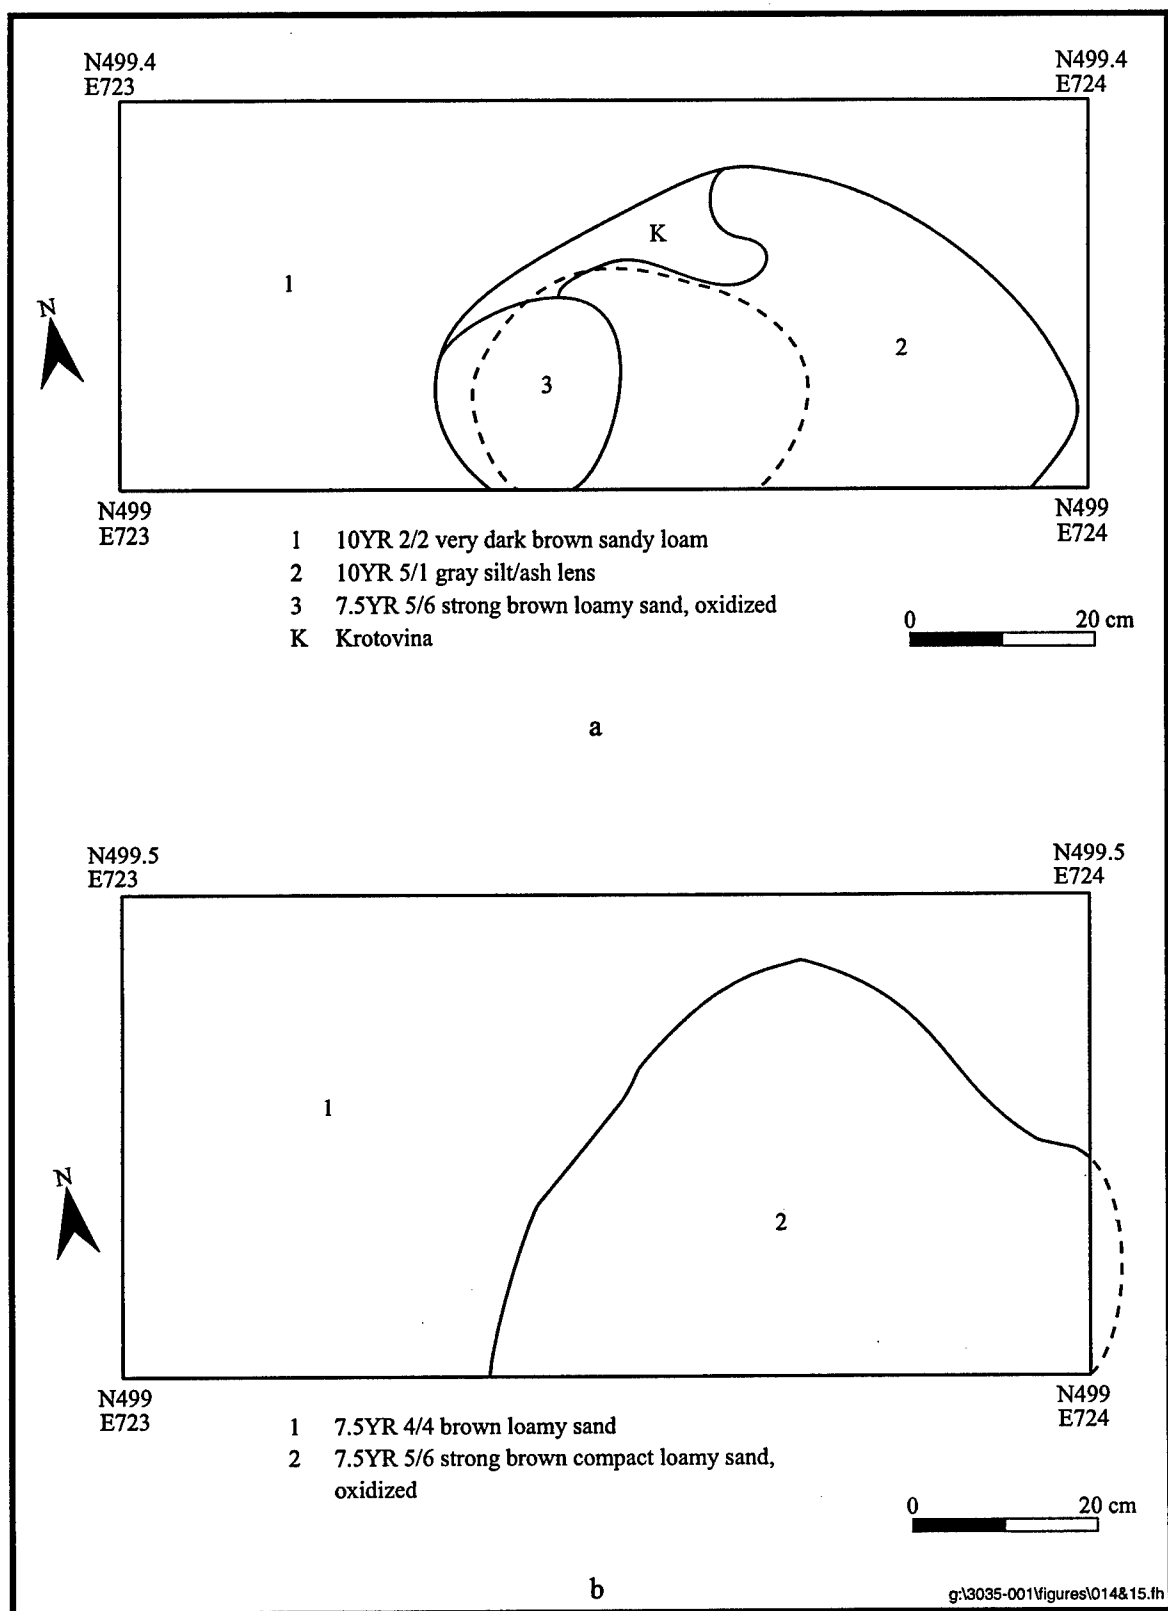 N499.4
E723
N499.4
E724
K
1
N
2
3
N499
E723
N499
E724
1 10YR 2/2 very dark brown sandy loam
2 10YR 5/1 gray silt/ash lens
3 7.5YR 5/6 strong brown loamy sand, oxidized
K Krotovina
0 20 cm
a
N499.5
E723
N499.5
E724
1
N
2
N499
E723
N499
E724
1 7.5YR 4/4 brown loamy sand
2 7.5YR 5/6 strong brown compact loamy sand,
oxidized
0 20 cm
b
g:\3035-001\figures\014&15.fh